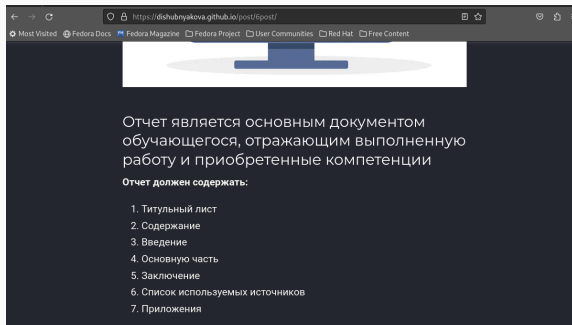 https://dishubnyakova.github.io/post/6post/
Most Visited Fedora Docs Fedora Magazine Fedora Project User Communities Red Hat Free Content
Отчет является основным документом
обучающегося, отражающим выполненную
работу и приобретенные компетенции
Отчет должен содержать:
1. Титульный лист
2. Содержание
3. Введение
4. Основную часть
5. Заключение
6. Список используемых источников
7. Приложения